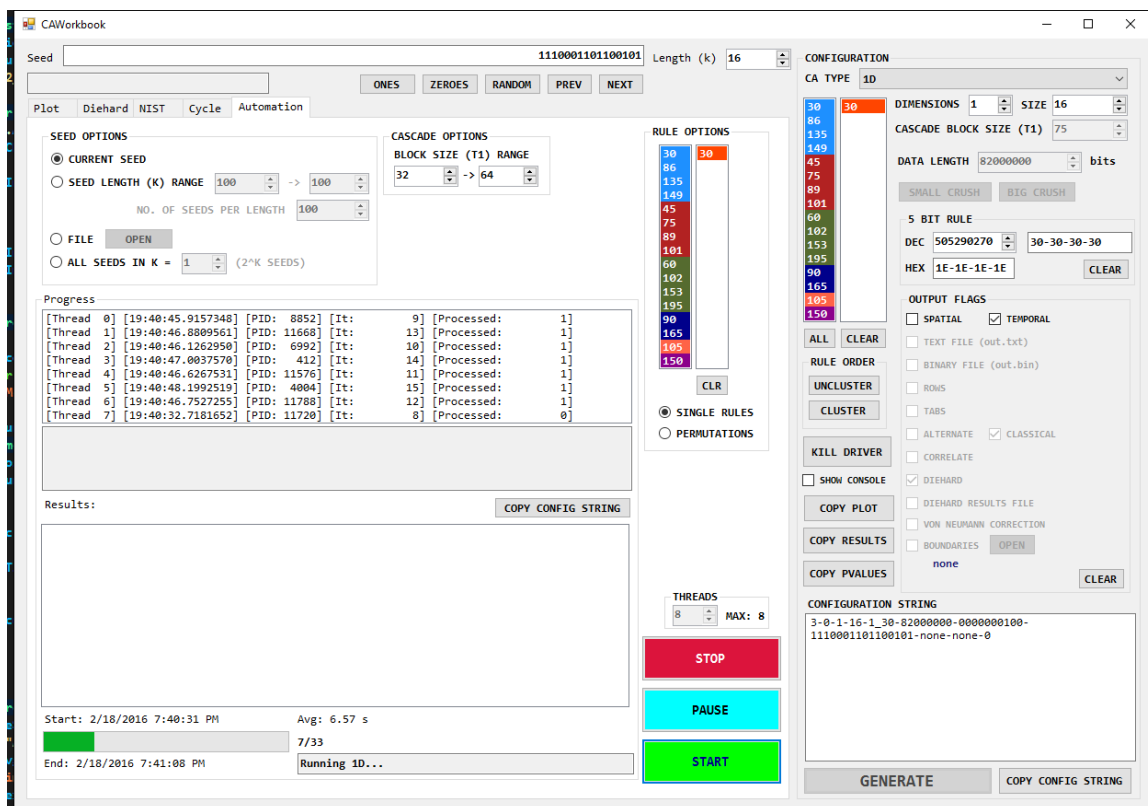 CAWorkbook
Seed 1110001101100101 Length (k) 16
ONES ZEROES RANDOM PREV NEXT
Plot Diehard NIST Cycle Automation
SEED OPTIONS
CURRENT SEED
SEED LENGTH (K) RANGE 100 -> 100
NO. OF SEEDS PER LENGTH 100
FILE OPEN
ALL SEEDS IN K = 1 (2^K SEEDS)
CASCADE OPTIONS
BLOCK SIZE (T1) RANGE
32 -> 64
Progress
[Thread 0] [19:40:45.9157348] [PID: 8852] [It: 9] [Processed: 1]
[Thread 1] [19:40:46.8809561] [PID: 11668] [It: 13] [Processed: 1]
[Thread 2] [19:40:46.1262950] [PID: 6992] [It: 10] [Processed: 1]
[Thread 3] [19:40:47.0037570] [PID: 412] [It: 14] [Processed: 1]
[Thread 4] [19:40:46.6267531] [PID: 11576] [It: 11] [Processed: 1]
[Thread 5] [19:40:48.1992519] [PID: 4004] [It: 15] [Processed: 1]
[Thread 6] [19:40:46.7527255] [PID: 11788] [It: 12] [Processed: 1]
[Thread 7] [19:40:32.7181652] [PID: 11720] [It: 8] [Processed: 0]
Results:
COPY CONFIG STRING
Start: 2/18/2016 7:40:31 PM Avg: 6.57 s
7/33
End: 2/18/2016 7:41:08 PM Running 1D...
RULE OPTIONS
30 30
86
135
149
45
75
89
101
60
102
153
195
90
165
105
150
CLR
SINGLE RULES
PERMUTATIONS
THREADS
8 MAX: 8
STOP
PAUSE
START
CONFIGURATION
CA TYPE 1D
30 30
86
135
149
45
75
89
101
60
102
153
195
90
165
105
150
ALL CLEAR
RULE ORDER
UNCLUSTER
CLUSTER
KILL DRIVER
SHOW CONSOLE
COPY PLOT
COPY RESULTS
COPY PVALUES
DIMENSIONS 1 SIZE 16
CASCADE BLOCK SIZE (T1) 75
DATA LENGTH 82000000 bits
SMALL CRUSH BIG CRUSH
5 BIT RULE
DEC 505290270 30-30-30-30
HEX 1E-1E-1E-1E CLEAR
OUTPUT FLAGS
SPATIAL TEMPORAL
TEXT FILE (out.txt)
BINARY FILE (out.bin)
ROWS
TABS
ALTERNATE CLASSICAL
CORRELATE
DIEHARD
DIEHARD RESULTS FILE
VON NEUMANN CORRECTION
BOUNDARIES OPEN
none
CLEAR
CONFIGURATION STRING
3-0-1-16-1_30-82000000-0000000100-
1110001101100101-none-none-0
GENERATE COPY CONFIG STRING